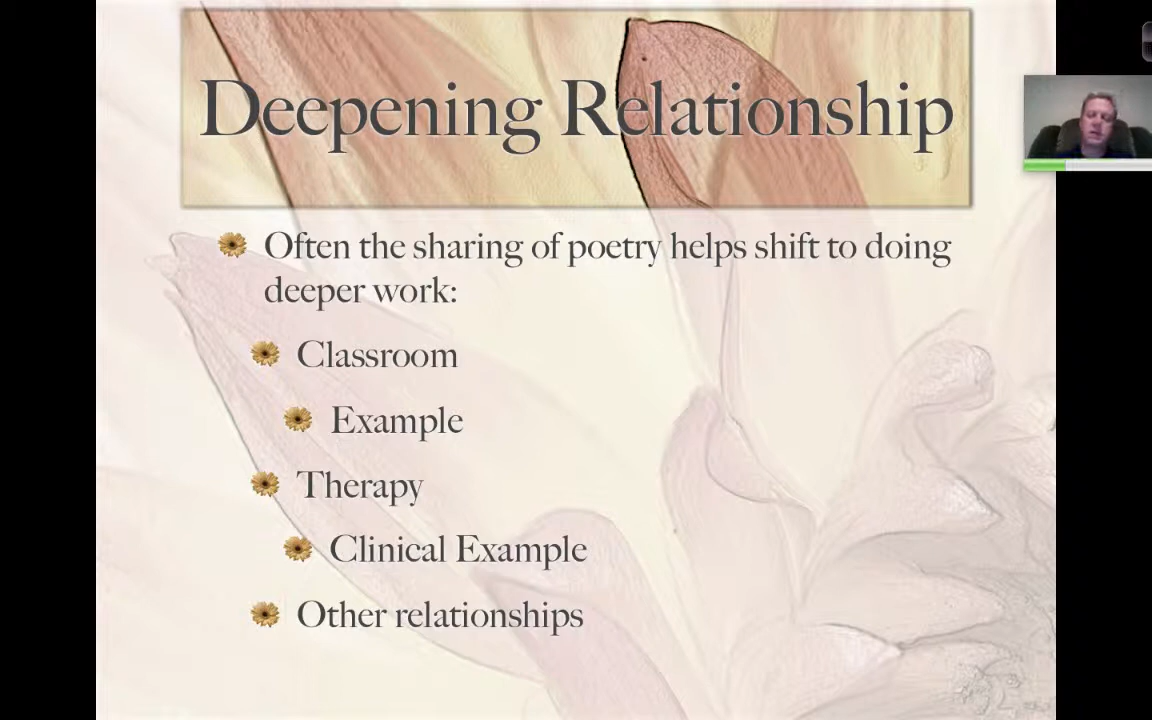 Deepening Relationship
Often the sharing of poetry helps shift to doing
deeper work:
Classroom
Example
Therapy
Clinical Example
Other relationships